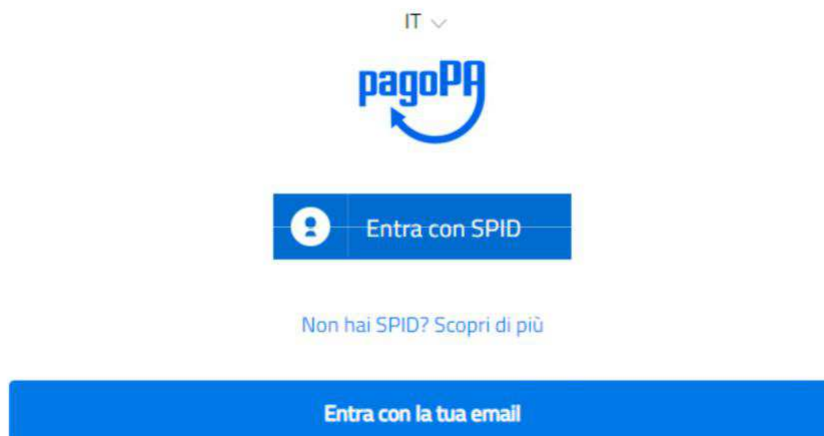 IT
pagoPA
Entra con SPID
Non hai SPID? Scopri di più
Entra con la tua email